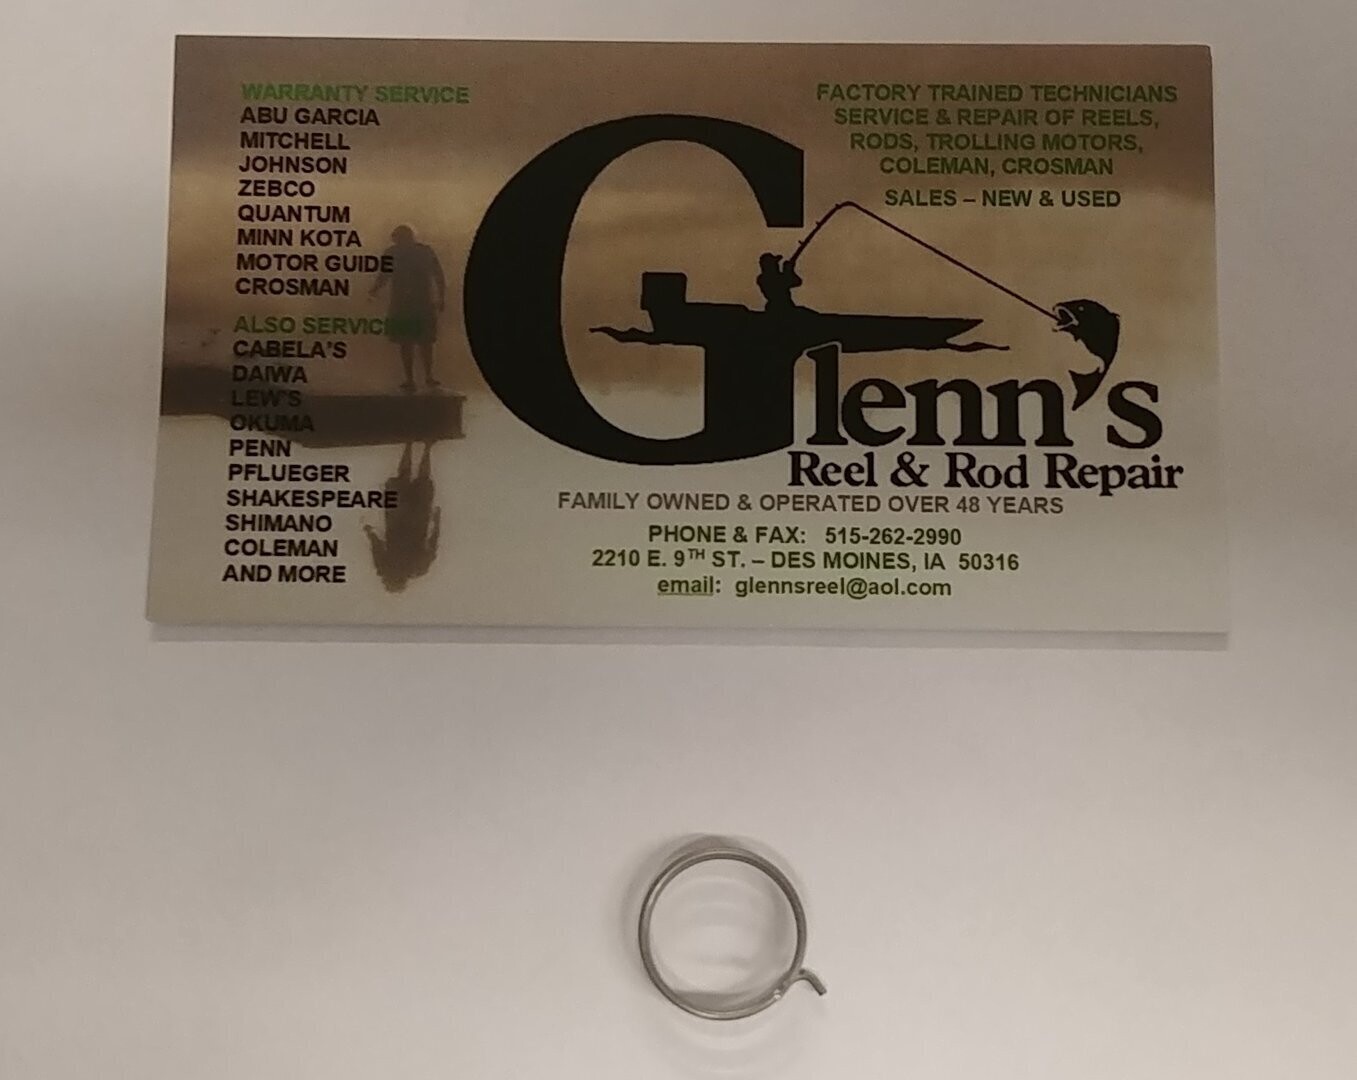 WARRANTY SERVICE
ABU GARCIA
MITCHELL
JOHNSON
ZEBCO
QUANTUM
MINN KOTA
MOTOR GUIDE
CROSMAN
ALSO SERVICING
CABELA'S
DAIWA
LEW'S
OKUMA
PENN
PFLUEGER
SHAKESPEARE
SHIMANO
COLEMAN
AND MORE
FACTORY TRAINED TECHNICIANS
SERVICE & REPAIR OF REELS,
RODS, TROLLING MOTORS,
COLEMAN, CROSMAN
SALES – NEW & USED
Glenn's
Reel & Rod Repair
FAMILY OWNED & OPERATED OVER 48 YEARS
PHONE & FAX: 515-262-2990
2210 E. 9TH ST. – DES MOINES, IA 50316
email: glennsreel@aol.com